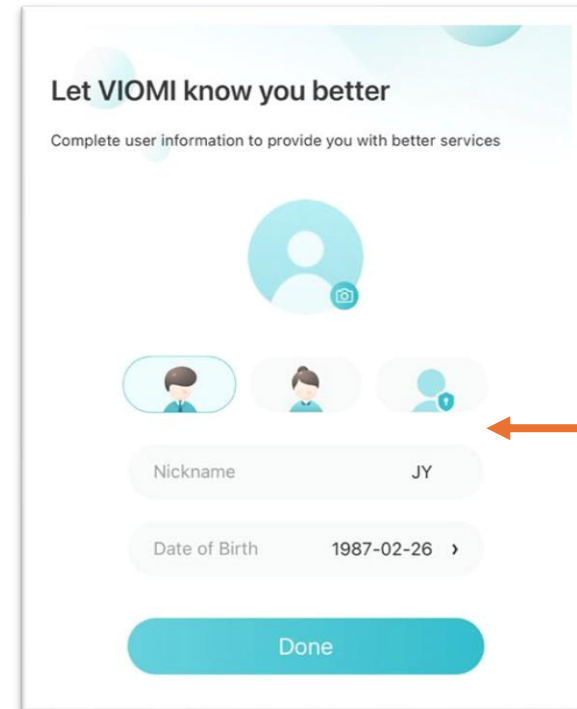 Let VIOMI know you better
Complete user information to provide you with better services
Nickname JY
Date of Birth 1987-02-26 ›
Done